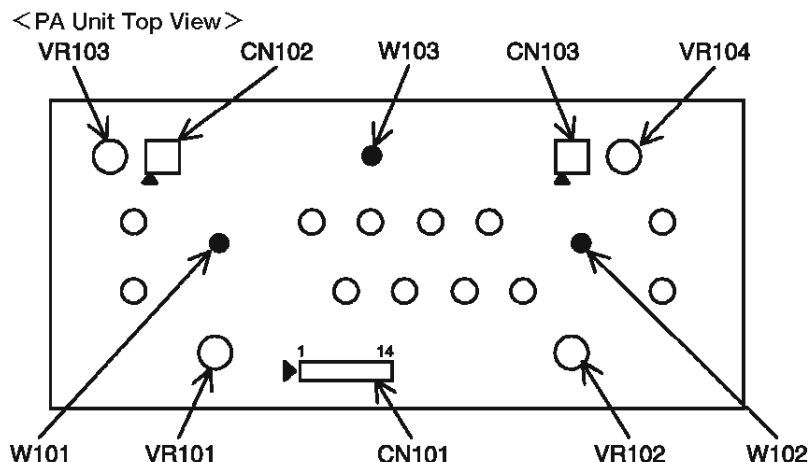 <PA Unit Top View>
VR103 CN102 W103 CN103 VR104
1 14
W101 VR101 CN101 VR102 W102